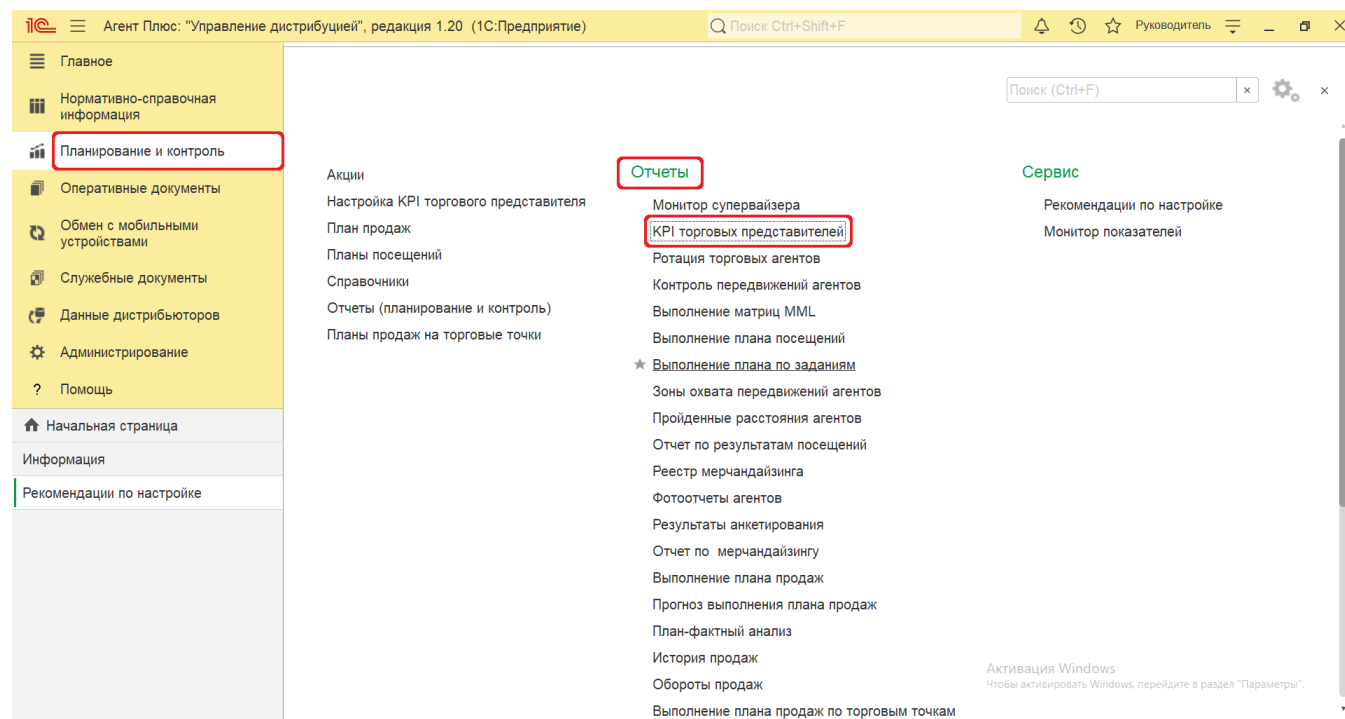 1С Агент Плюс: "Управление дистрибуцией", редакция 1.20 (1С:Предприятие)
Поиск Ctrl+Shift+F
Руководитель
Главное
Нормативно-справочная
информация
Планирование и контроль
Оперативные документы
Обмен с мобильными
устройствами
Служебные документы
Данные дистрибьюторов
Администрирование
? Помощь
Начальная страница
Информация
Рекомендации по настройке
Поиск (Ctrl+F)
Акции
Настройка KPI торгового представителя
План продаж
Планы посещений
Справочники
Отчеты (планирование и контроль)
Планы продаж на торговые точки
Отчеты
Монитор супервайзера
KPI торговых представителей
Ротация торговых агентов
Контроль передвижений агентов
Выполнение матриц MML
Выполнение плана посещений
Выполнение плана по заданиям
Зоны охвата передвижений агентов
Пройденные расстояния агентов
Отчет по результатам посещений
Реестр мерчандайзинга
Фотоотчеты агентов
Результаты анкетирования
Отчет по мерчандайзингу
Выполнение плана продаж
Прогноз выполнения плана продаж
План-фактный анализ
История продаж
Обороты продаж
Выполнение плана продаж по торговым точкам
Сервис
Рекомендации по настройке
Монитор показателей
Активация Windows
Чтобы активировать Windows, перейдите в раздел "Параметры".